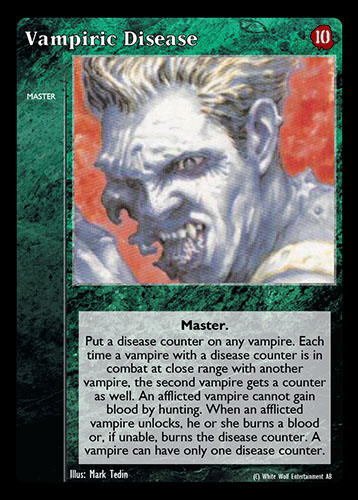 Vampiric Disease
10
MASTER
Master.
Put a disease counter on any vampire. Each
time a vampire with a disease counter is in
combat at close range with another
vampire, the second vampire gets a counter
as well. An afflicted vampire cannot gain
blood by hunting. When an afflicted
vampire unlocks, he or she burns a blood
or, if unable, burns the disease counter. A
vampire can have only one disease counter.
Illus: Mark Tedin
(C) White Wolf Entertainment AB